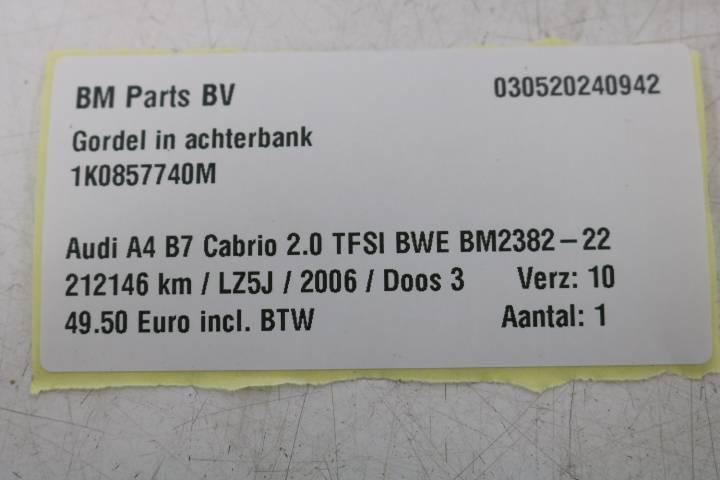 BM Parts BV 030520240942
Gordel in achterbank
1K0857740M
Audi A4 B7 Cabrio 2.0 TFSI BWE BM2382-22
212146 km / LZ5J / 2006 / Doos 3 Verz: 10
49.50 Euro incl. BTW Aantal: 1